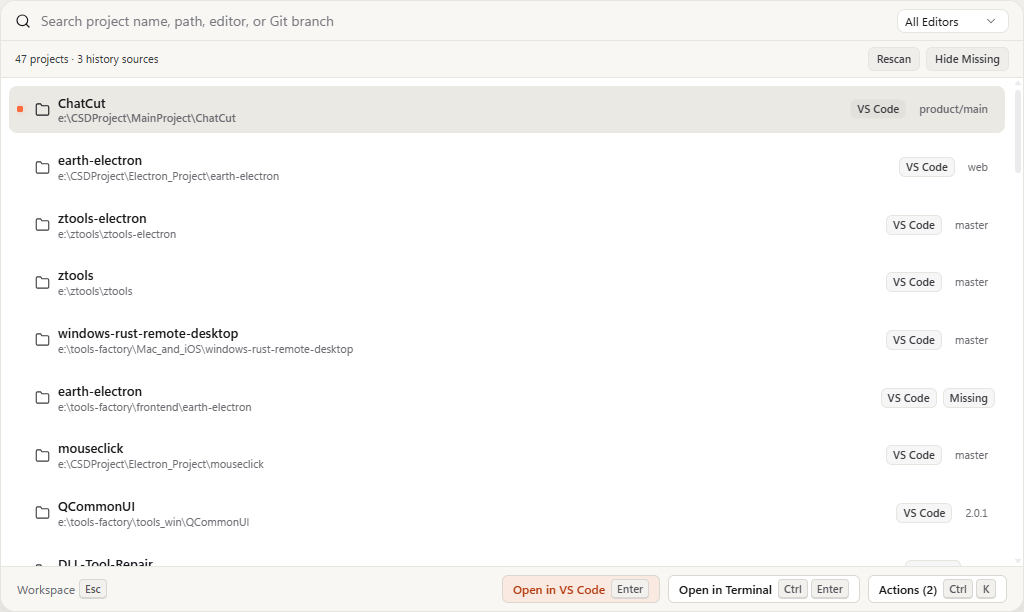 Search project name, path, editor, or Git branch
All Editors
47 projects · 3 history sources
Rescan
Hide Missing
ChatCut
e:\CSDProject\MainProject\ChatCut
VS Code
product/main
earth-electron
e:\CSDProject\Electron_Project\earth-electron
VS Code
web
ztools-electron
e:\ztools\ztools-electron
VS Code
master
ztools
e:\ztools\ztools
VS Code
master
windows-rust-remote-desktop
e:\tools-factory\Mac_and_iOS\windows-rust-remote-desktop
VS Code
master
earth-electron
e:\tools-factory\frontend\earth-electron
VS Code
Missing
mouseclick
e:\CSDProject\Electron_Project\mouseclick
VS Code
master
QCommonUI
e:\tools-factory\tools_win\QCommonUI
VS Code
2.0.1
DLL-Tool-Repair
Workspace Esc
Open in VS Code Enter
Open in Terminal Ctrl Enter
Actions (2) Ctrl K